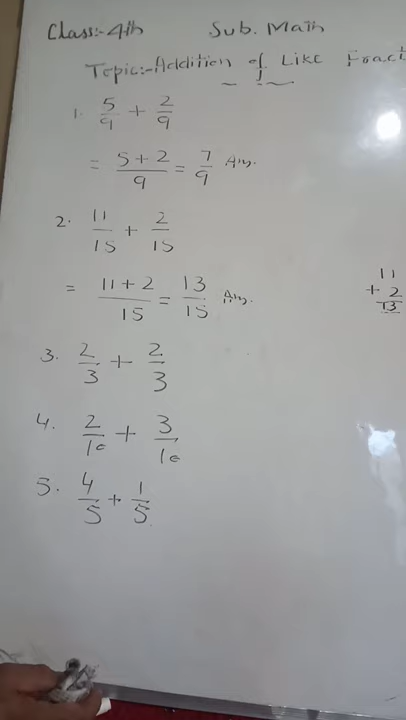 Class:- 4th Sub. Math
Topic:- Addition of Like Fract
1. 5/9 + 2/9
= 5+2/9 = 7/9 Ans.
2. 11/15 + 2/15
= 11+2/15 = 13/15 Ans.
11
+ 2
13
3. 2/3 + 2/3
4. 2/10 + 3/10
5. 4/5 + 1/5